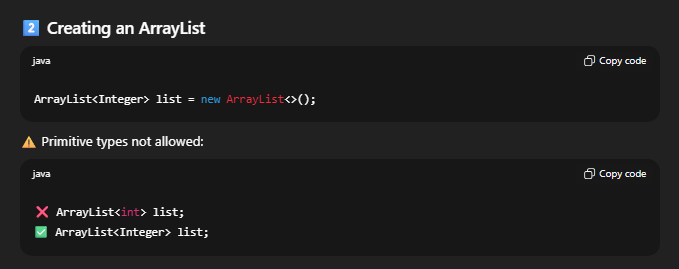 2 Creating an ArrayList
java
Copy code
ArrayList<Integer> list = new ArrayList<>();
⚠️ Primitive types not allowed:
java
Copy code
❌ ArrayList<int> list;
✅ ArrayList<Integer> list;